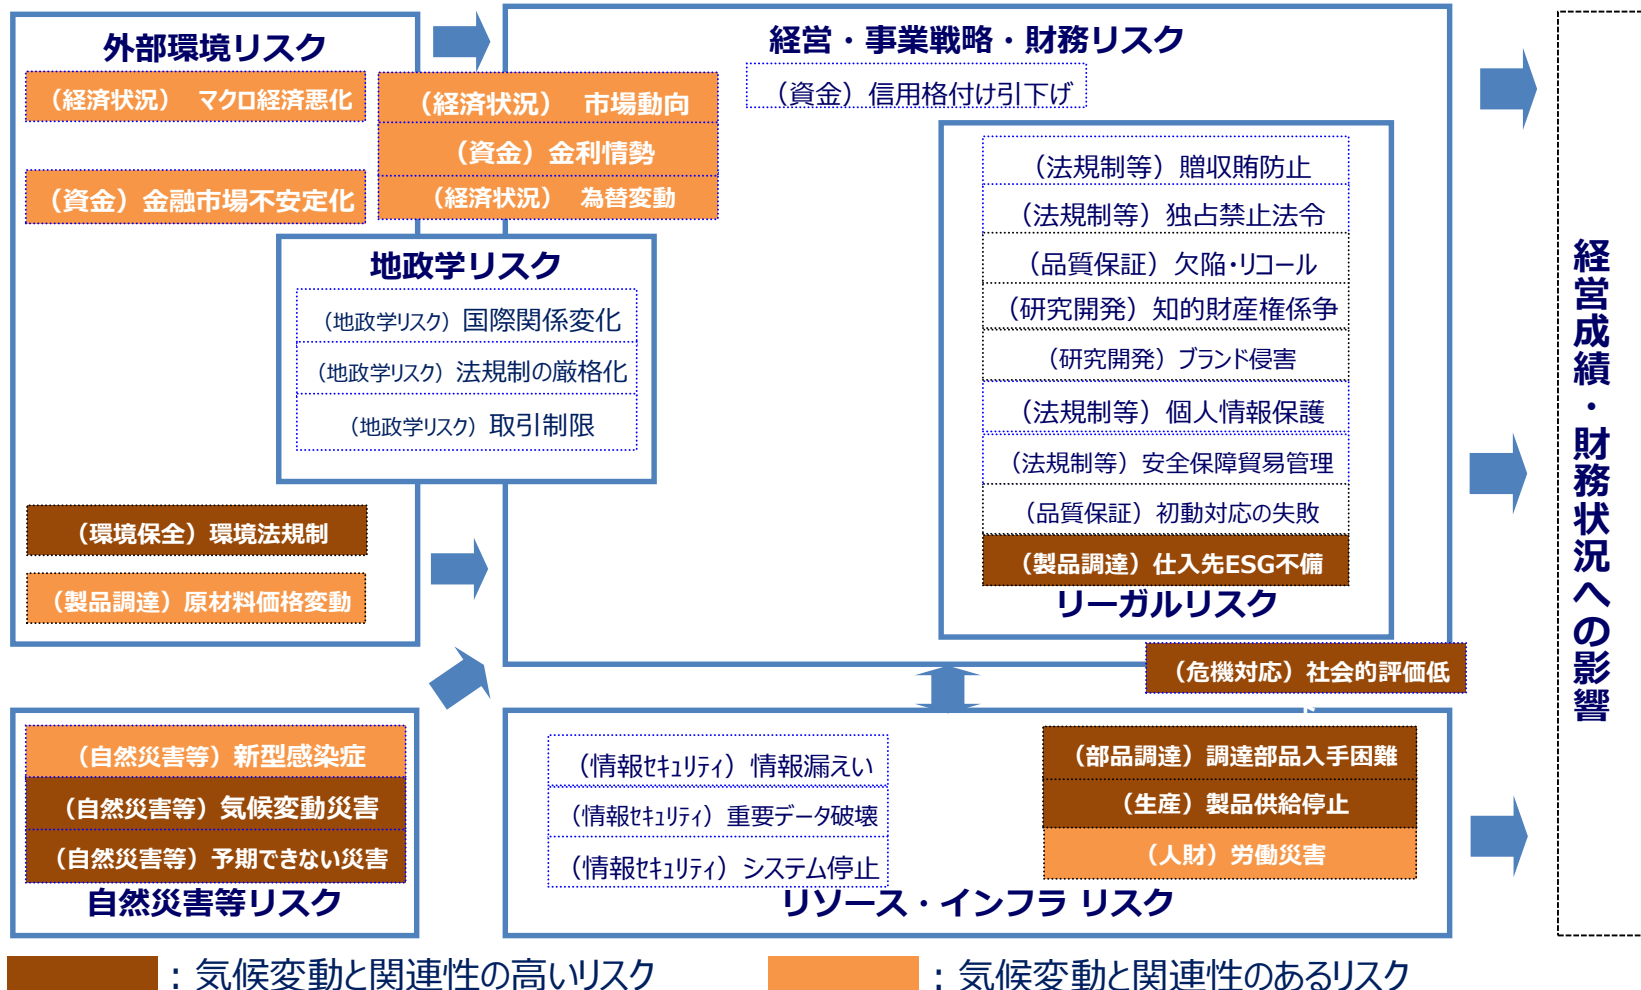 外部環境リスク
（経済状況） マクロ経済悪化
（資金）金融市場不安定化
（経済状況） 市場動向
（資金）金利情勢
（経済状況） 為替変動
地政学リスク
（地政学リスク）国際関係変化
（地政学リスク）法規制の厳格化
（地政学リスク）取引制限
（環境保全）環境法規制
（製品調達）原材料価格変動
経営・事業戦略・財務リスク
（資金）信用格付け引下げ
（法規制等）贈収賄防止
（法規制等）独占禁止法令
（品質保証）欠陥・リコール
（研究開発）知的財産権係争
（研究開発）ブランド侵害
（法規制等）個人情報保護
（法規制等）安全保障貿易管理
（品質保証）初動対応の失敗
（製品調達）仕入先ESG不備
リーガルリスク
（危機対応）社会的評価低
下
（自然災害等）新型感染症
（自然災害等）気候変動災害
（自然災害等）予期できない災害
自然災害等リスク
（情報ｾｷｭﾘﾃｨ）情報漏えい
（情報ｾｷｭﾘﾃｨ）重要データ破壊
（情報ｾｷｭﾘﾃｨ）システム停止
（部品調達）調達部品入手困難
（生産）製品供給停止
（人財）労働災害
リソース・インフラ リスク
経営成績・財務状況への影響
：気候変動と関連性の高いリスク
：気候変動と関連性のあるリスク